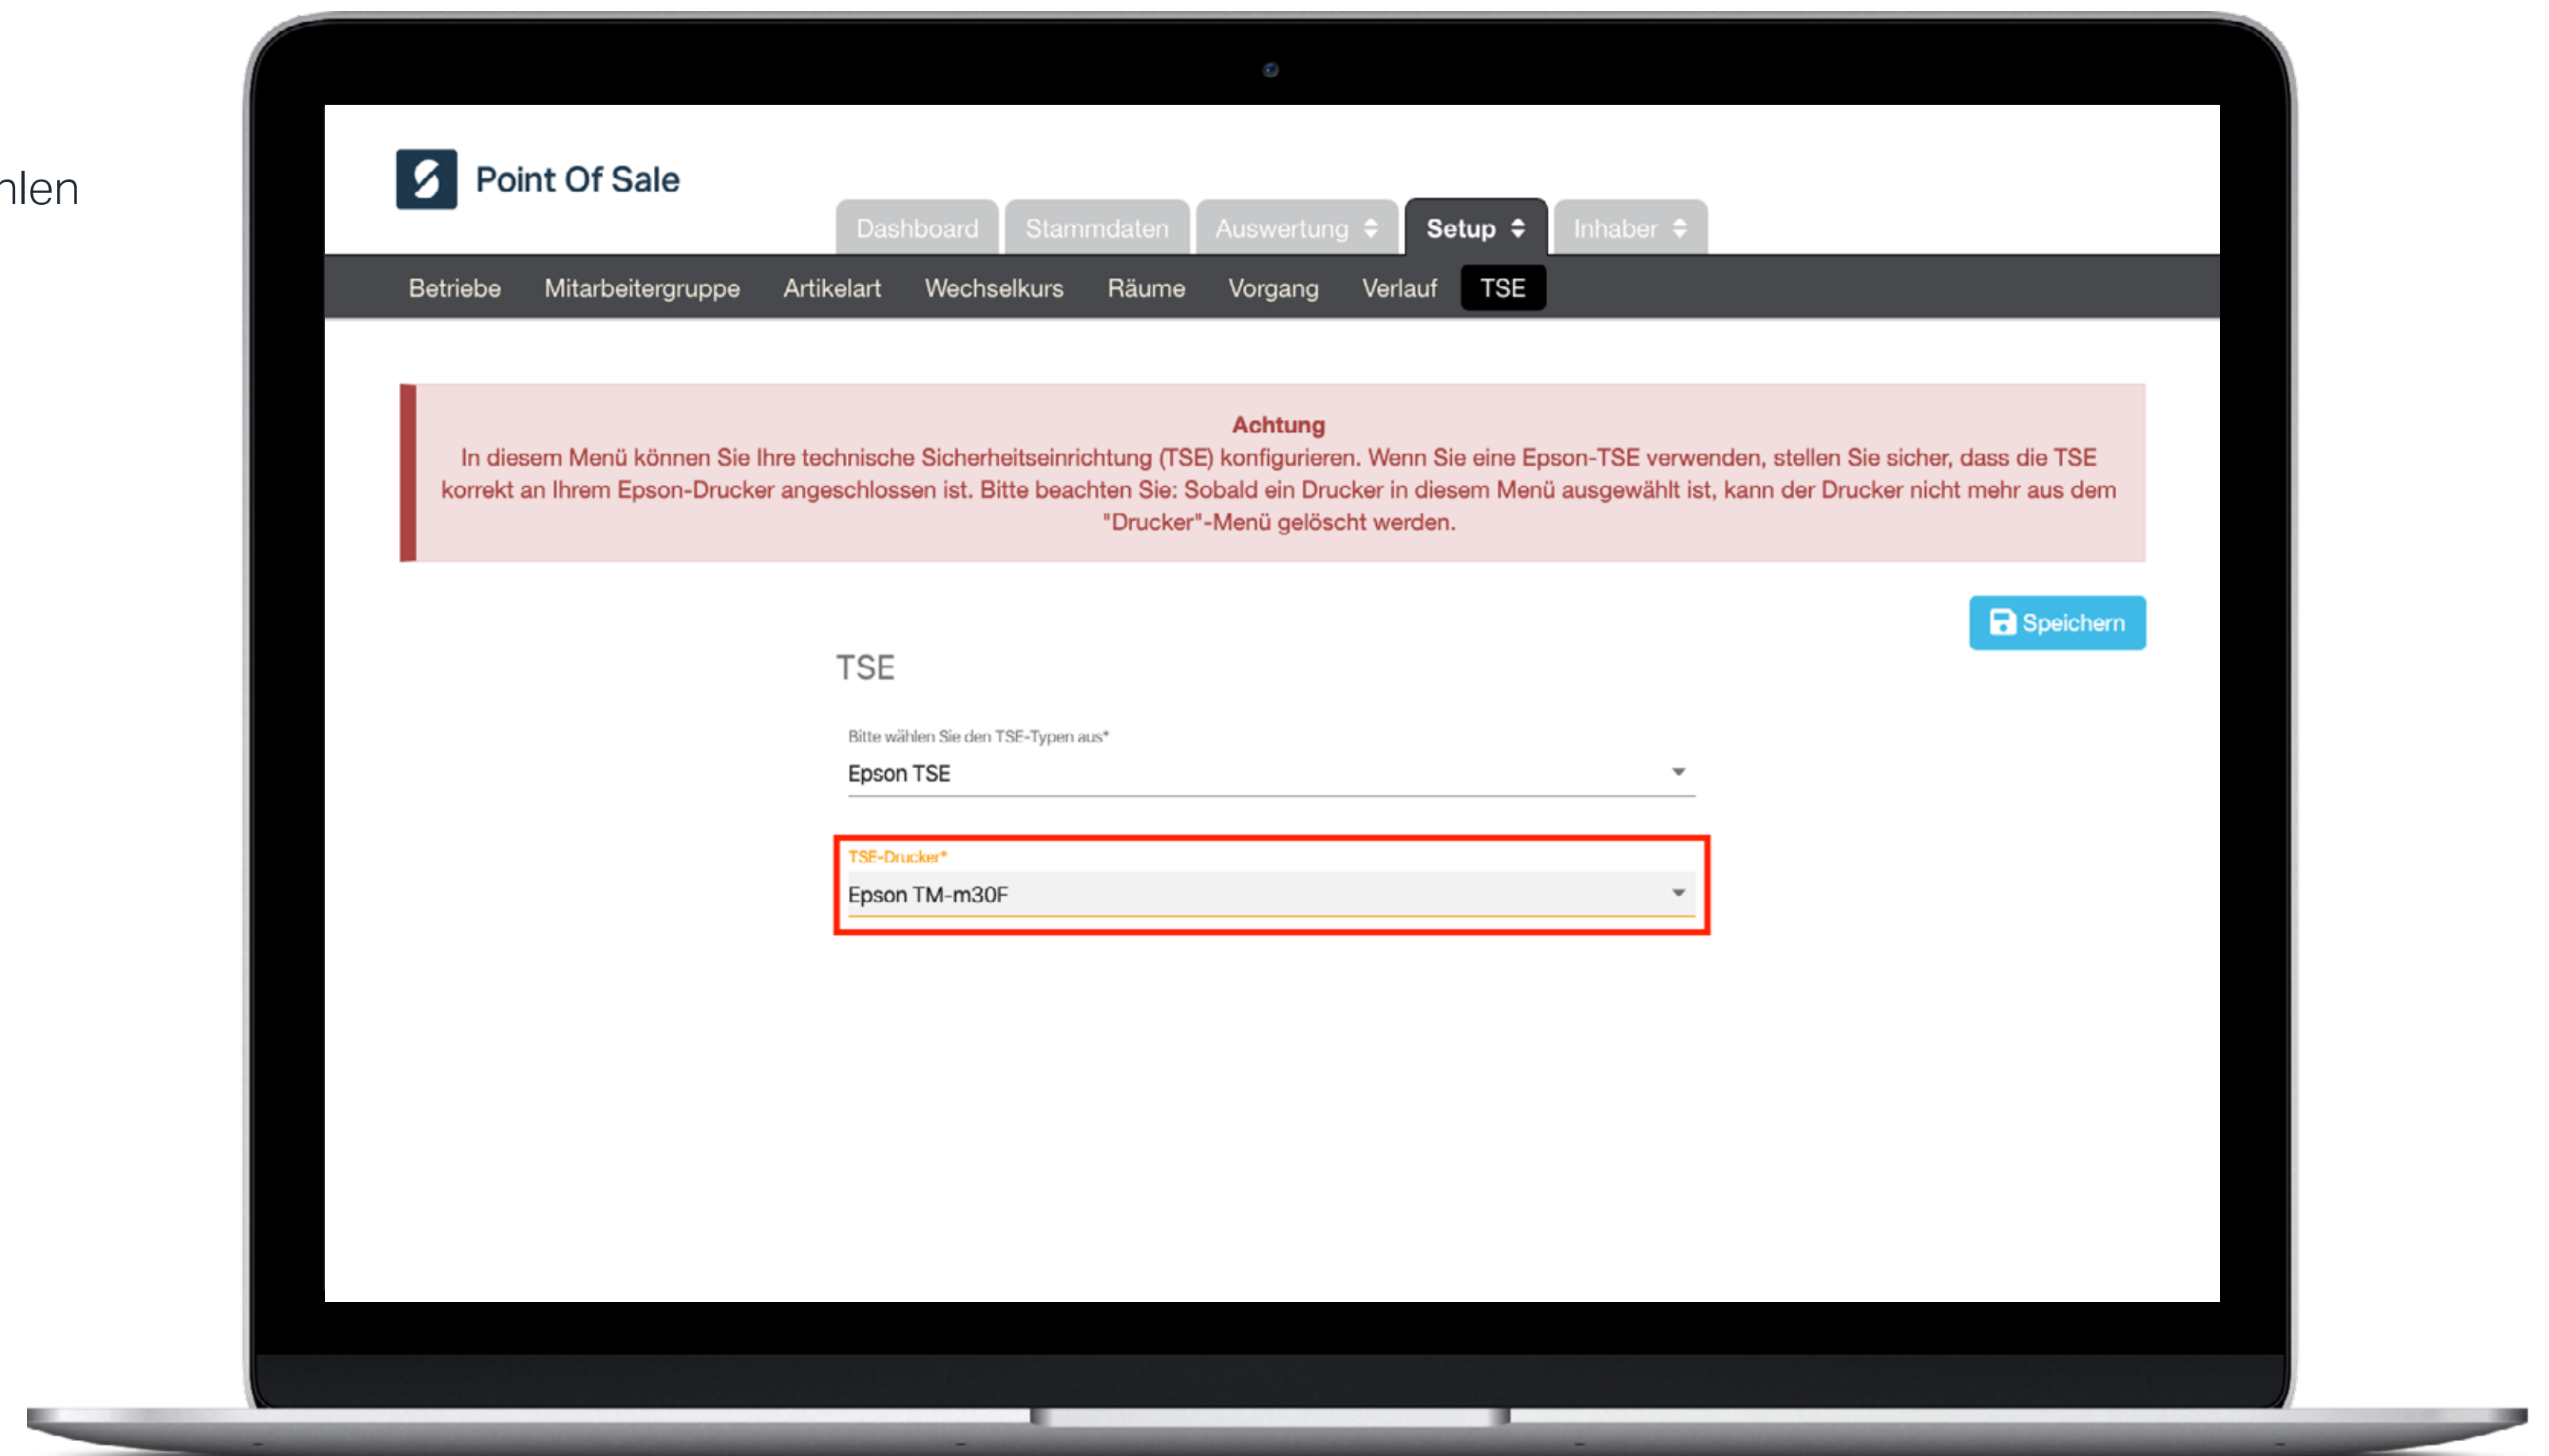 Point Of Sale
Dashboard Stammdaten Auswertung Setup Inhaber
Betriebe Mitarbeitergruppe Artikelart Wechselkurs Räume Vorgang Verlauf TSE
Achtung
In diesem Menü können Sie Ihre technische Sicherheitseinrichtung (TSE) konfigurieren. Wenn Sie eine Epson-TSE verwenden, stellen Sie sicher, dass die TSE
korrekt an Ihrem Epson-Drucker angeschlossen ist. Bitte beachten Sie: Sobald ein Drucker in diesem Menü ausgewählt ist, kann der Drucker nicht mehr aus dem
"Drucker"-Menü gelöscht werden.
Speichern
TSE
Bitte wählen Sie den TSE-Typen aus*
Epson TSE
TSE-Drucker*
Epson TM-m30F